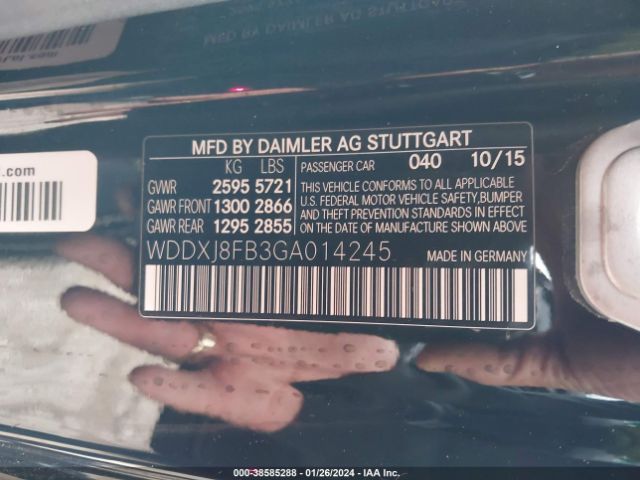 MFD BY DAIMLER AG STUTTGART
KG LBS PASSENGER CAR 040 10/15
GVWR 2595 5721
GAWR FRONT 1300 2866
GAWR REAR 1295 2855
THIS VEHICLE CONFORMS TO ALL APPLICABLE
U.S. FEDERAL MOTOR VEHICLE SAFETY, BUMPER
AND THEFT PREVENTION STANDARDS IN EFFECT
ON THE DATE OF MANUFACTURE SHOWN ABOVE.
WDDXJ8FB3GA014245 MADE IN GERMANY
.com
000-38585288 - 01/26/2024 - IAA Inc.